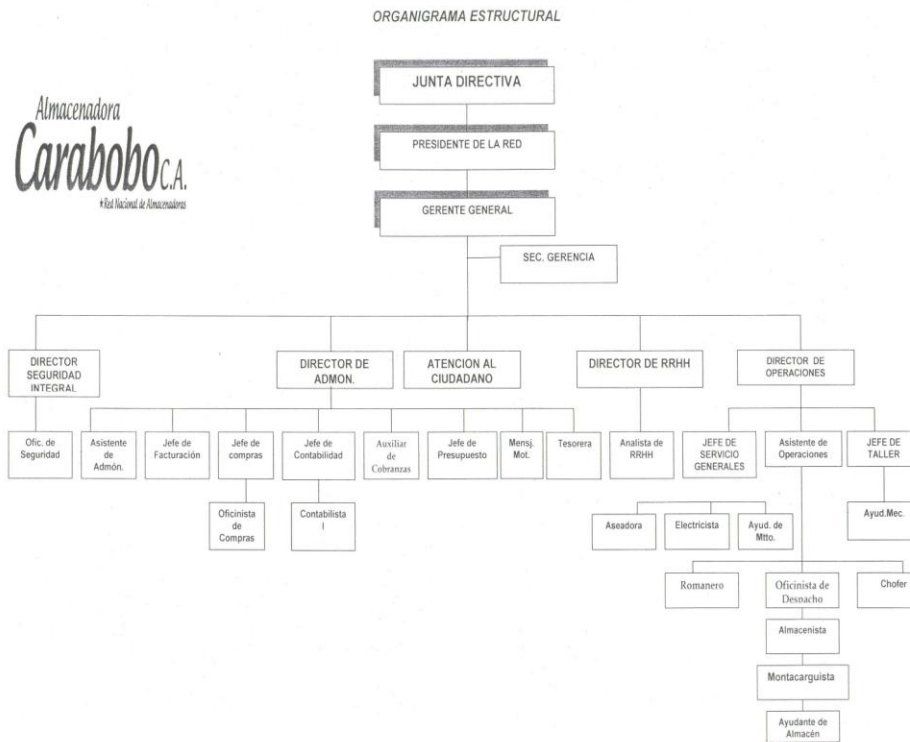 ORGANIGRAMA ESTRUCTURAL
Almacenadora
Carabobo C.A.
*Red Nacional de Almacenadoras
JUNTA DIRECTIVA
PRESIDENTE DE LA RED
GERENTE GENERAL
SEC. GERENCIA
DIRECTOR
SEGURIDAD
INTEGRAL
DIRECTOR DE
ADMON.
ATENCION AL
CIUDADANO
DIRECTOR DE RRHH
DIRECTOR DE
OPERACIONES
Ofic. de
Seguridad
Asistente
de
Admón.
Jefe de
Facturación
Jefe de
compras
Jefe de
Contabilidad
Auxiliar
de
Cobranzas
Jefe de
Presupuesto
Mensj.
Mot.
Tesorera
Analista de
RRHH
JEFE DE
SERVICIO
GENERALES
Asistente de
Operaciones
JEFE DE
TALLER
Oficinista
de
Compras
Contabilista
I
Aseadora
Electricista
Ayud. de
Mtto.
Ayud.Mec.
Romanero
Oficinista de
Despacho
Chofer
Almacenista
Montacarguista
Ayudante de
Almacén